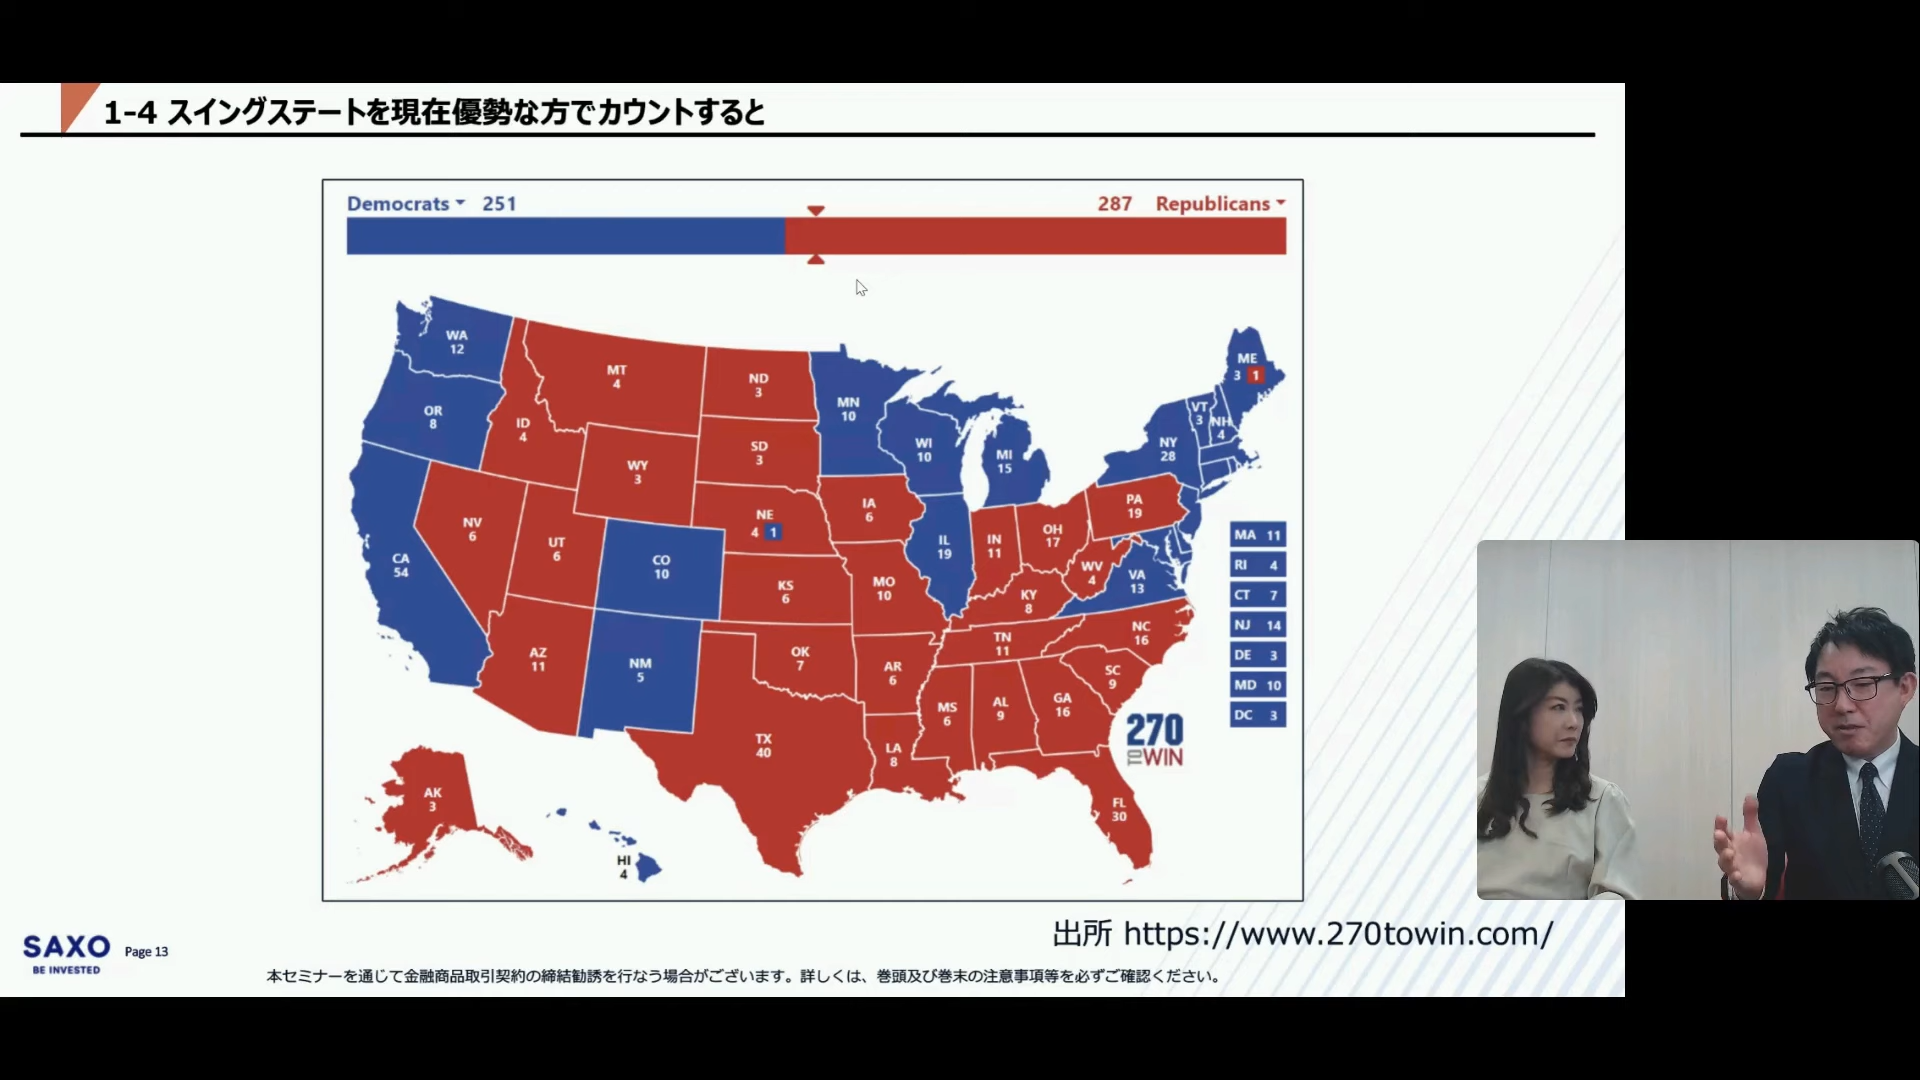 1-4 スイングステートを現在優勢な方でカウントすると
Democrats 251
287 Republicans
WA
12
OR
8
CA
54
NV
6
ID
4
MT
4
WY
3
UT
6
AZ
11
CO
10
NM
5
ND
3
SD
3
NE
4 1
KS
6
OK
7
TX
40
MN
10
IA
6
MO
10
AR
6
LA
8
WI
10
IL
19
MI
15
IN
11
OH
17
KY
8
TN
11
MS
6
AL
9
GA
16
FL
30
SC
9
NC
16
WV
4
VA
13
PA
19
NY
28
VT
3
NH
4
ME
3 1
MA 11
RI 4
CT 7
NJ 14
DE 3
MD 10
DC 3
AK
3
HI
4
270
TO WIN
出所 https://www.270towin.com/
SAXO
BE INVESTED
Page 13
本セミナーを通じて金融商品取引契約の締結勧誘を行なう場合がございます。詳しくは、巻頭及び巻末の注意事項等を必ずご確認ください。